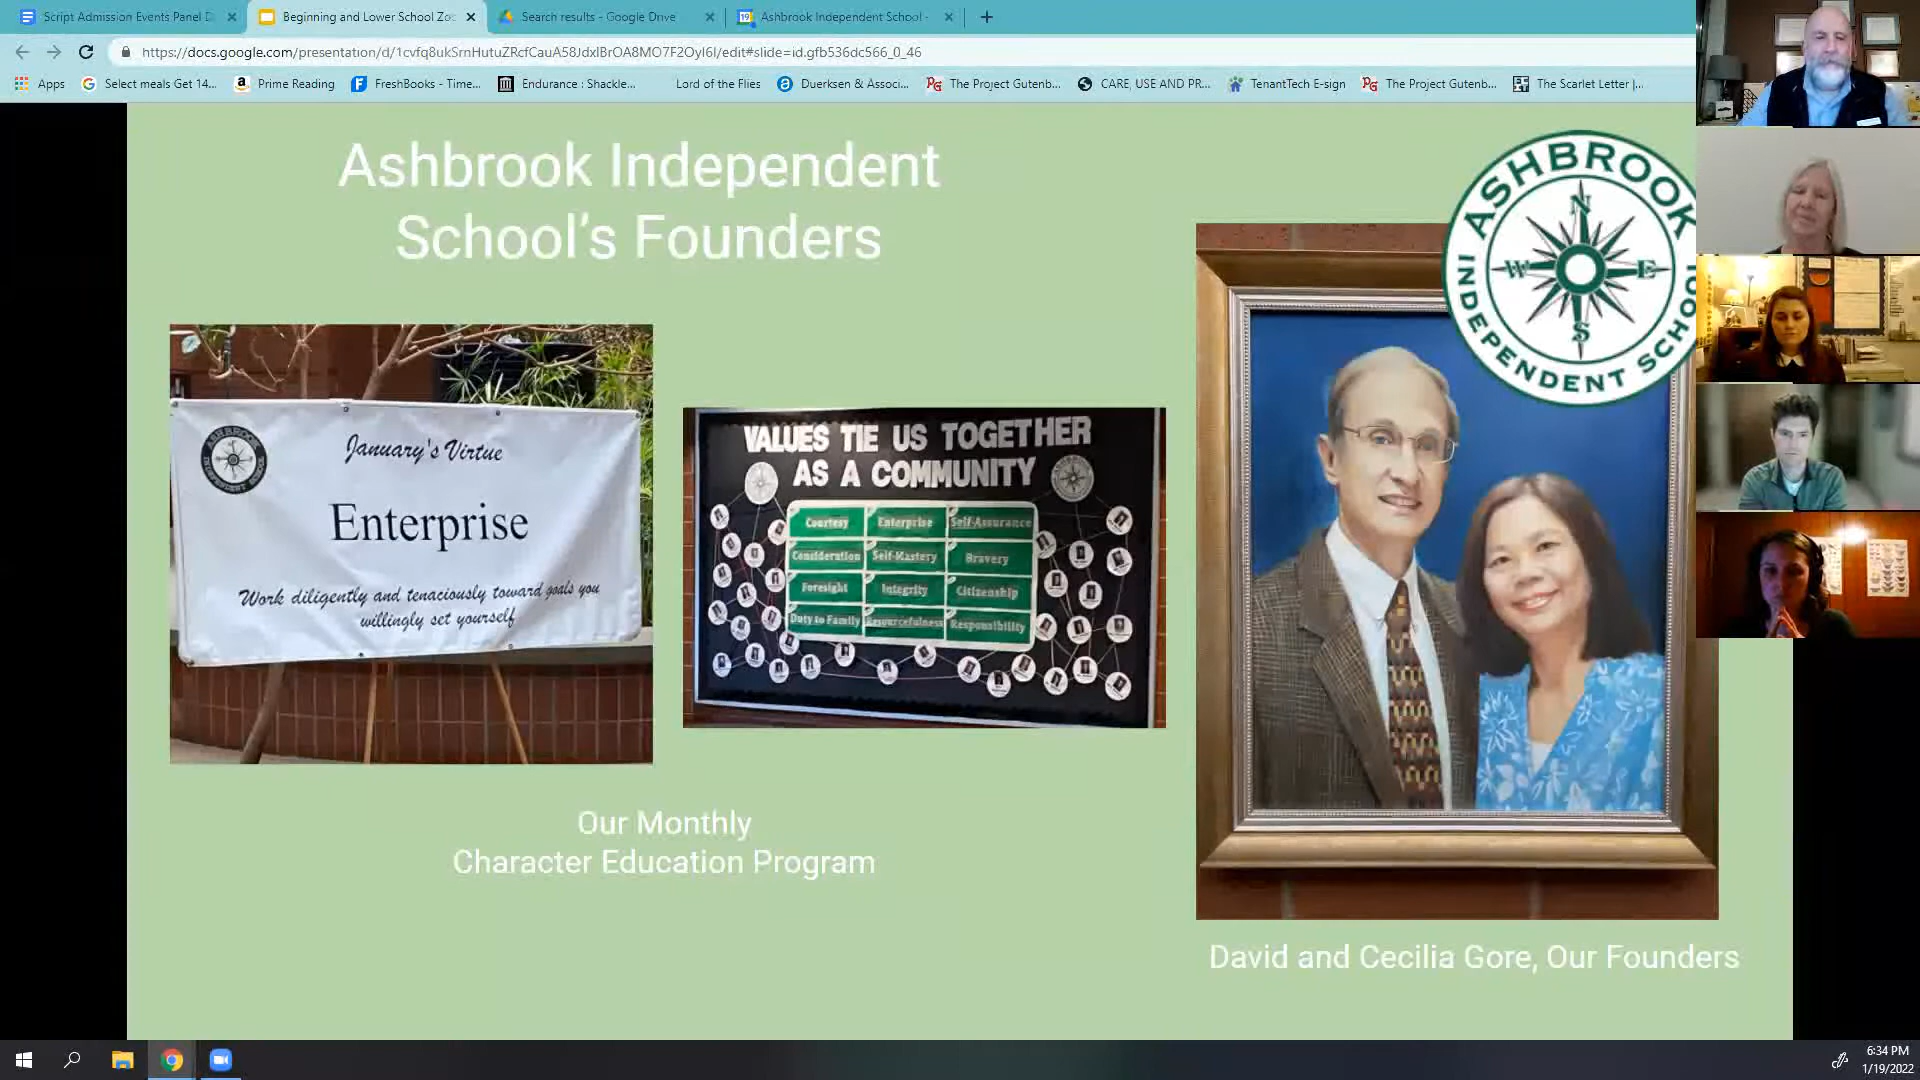 Script Admission Events Panel D
Beginning and Lower School Zo
Search results - Google Drive
19
Ashbrook Independent School -
https://docs.google.com/presentation/d/1cvfq8ukSrnHutuZRcfCauA58JdxlBrOA8MO7F2OyI6I/edit#slide=id.gfb536dc566_0_46
Apps
Select meals Get 14...
Prime Reading
FreshBooks - Time...
Endurance : Shackle...
Lord of the Flies
Duerksen & Associ...
The Project Gutenb...
CARE, USE AND PR...
TenantTech E-sign
The Project Gutenb...
The Scarlet Letter |...
Ashbrook Independent
School's Founders
ASHBROOK
INDEPENDENT SCHOOL
N
W E
S
ASHBROOK
INDEPENDENT SCHOOL
January's Virtue
Enterprise
Work diligently and tenaciously toward goals you
willingly set yourself
VALUES TIE US TOGETHER
AS A COMMUNITY
Courtesy Enterprise Self-Assurance
Consideration Self-Mastery Bravery
Foresight Integrity Citizenship
Duty to Family Resourcefulness Responsibility
Our Monthly
Character Education Program
David and Cecilia Gore, Our Founders
6:34 PM
1/19/2022